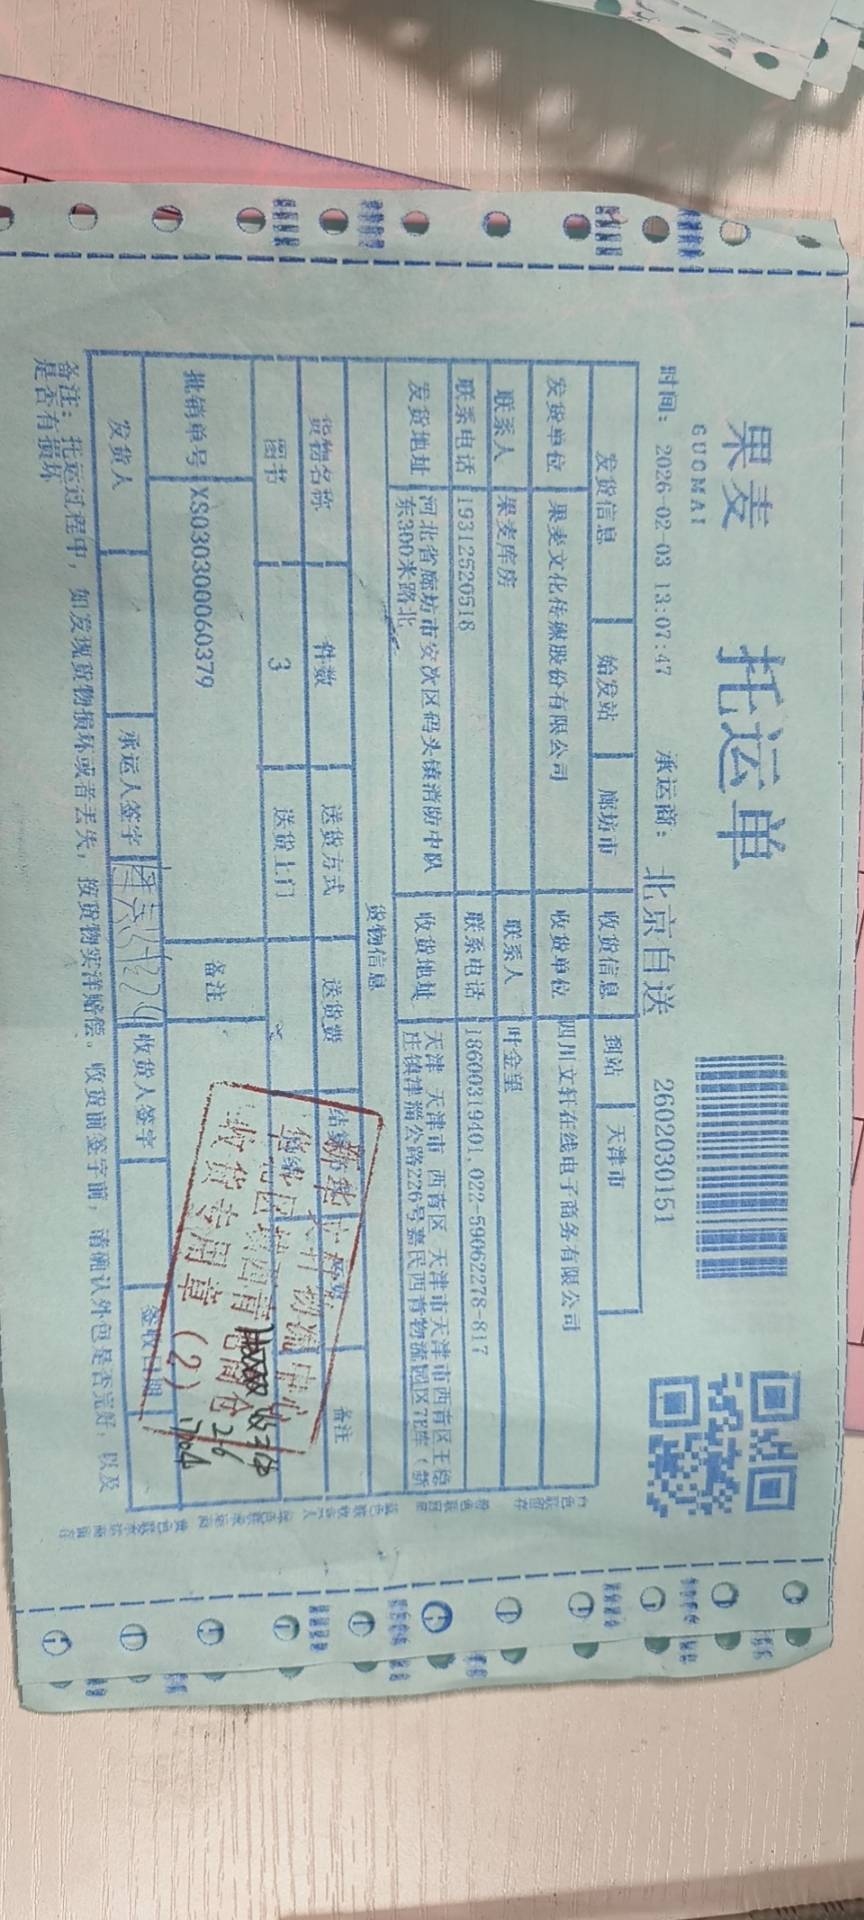 果麦
GUOMAI
托运单
时间： 2026-02-03 13:07:47 承运商： 北京自送 2602030151
发货信息 始发站 廊坊市 收货信息 到站 天津市
发货单位 果麦文化传媒股份有限公司 收货单位 四川文轩在线电子商务有限公司
联系人 果麦库房 联系人 叶金望
联系电话 19312520518 联系电话 18600319401,022-59062278-817
发货地址 河北省廊坊市安次区码头镇消防中队
东300米路北
收货地址 天津 天津市 西青区 天津市天津市西青区王稳
庄镇津淄公路226号嘉民西青物流园区
货物信息
货物名称 件数 送货方式 送货费 备注
图书 3 送货上门
批销单号 XS030300060379 备注
发货人 承运人签字 收货人签字 签收日期
备注：托运过程中，如发现货物损坏或者丢失，按货物实洋赔偿。收货前签字前，请确认外包是否完好，以及
是否有损坏
新华文轩物流中心
收货专用章（2）